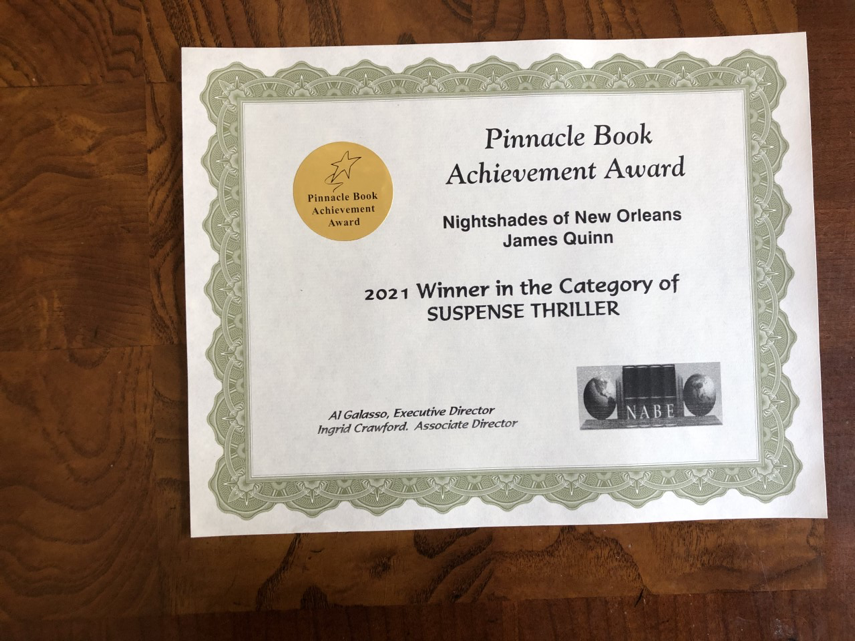 Pinnacle Book
Achievement Award
Pinnacle Book
Achievement
Award
Nightshades of New Orleans
James Quinn
2021 Winner in the Category of
SUSPENSE THRILLER
NABE
Al Galasso, Executive Director
Ingrid Crawford. Associate Director